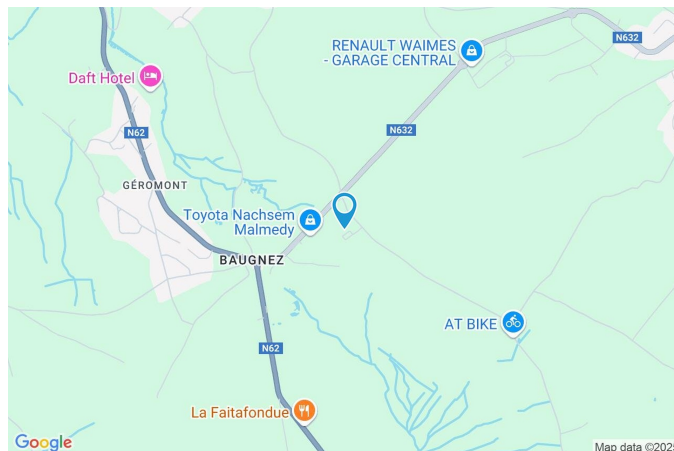 RENAULT WAIMES
- GARAGE CENTRAL
N632
Daft Hotel
N62
N632
GÉROMONT
Toyota Nachsem
Malmedy
BAUGNEZ
AT BIKE
N62
La Faitafondue
Google
Map data ©2025